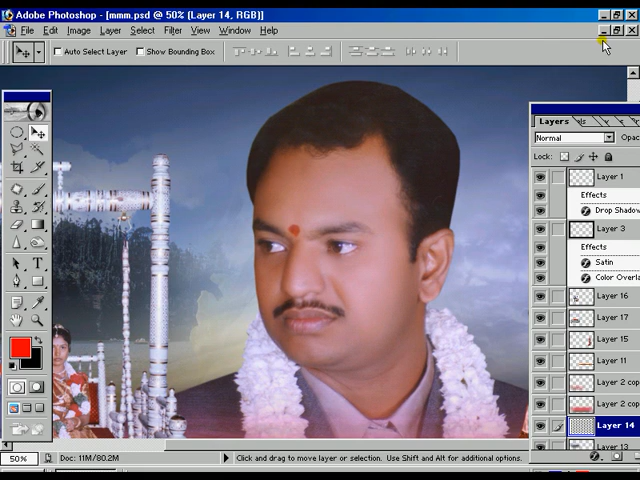 Adobe Photoshop - [mmm.psd @ 50% (Layer 14, RGB)]
File Edit Image Layer Select Filter View Window Help
Auto Select Layer Show Bounding Box
Layers
Normal Opac
Lock:
Layer 1
Effects
Drop Shadow
Layer 3
Effects
Satin
Color Overla
Layer 16
Layer 17
Layer 15
Layer 11
Layer 2 cop
Layer 2 cop
Layer 14
Layer 13
50% Doc: 11M/80.2M Click and drag to move layer or selection. Use Shift and Alt for additional options.